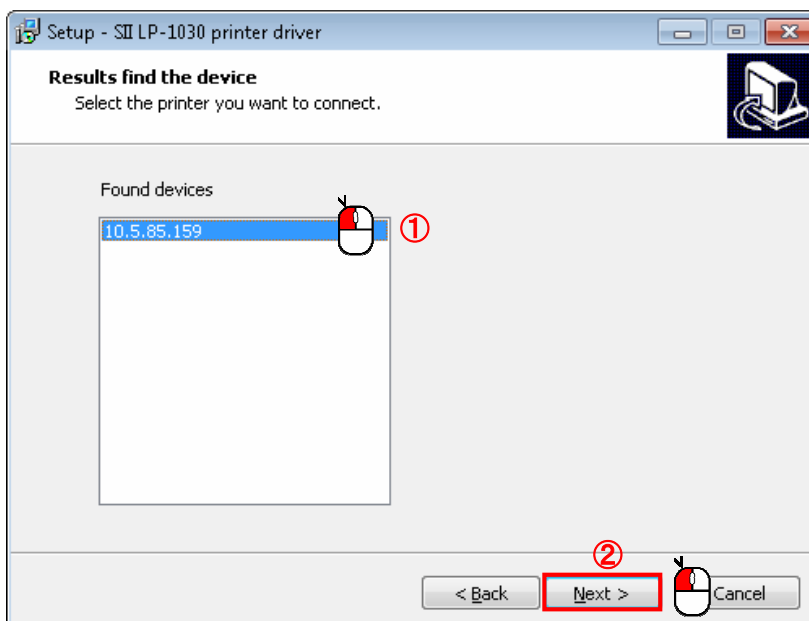 Setup - SII LP-1030 printer driver
Results find the device
Select the printer you want to connect.
Found devices
10.5.85.159
①
②
< Back
Next >
Cancel